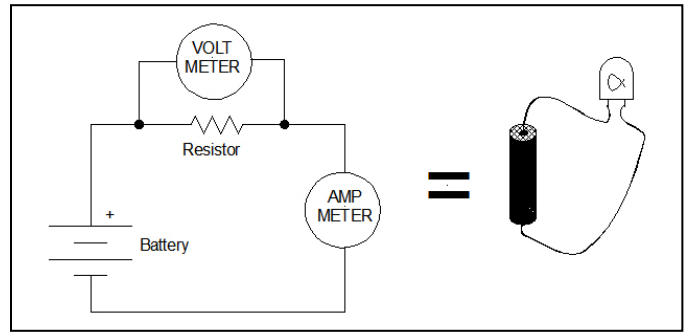 VOLT
METER
Resistor
AMP
METER
+
Battery
=